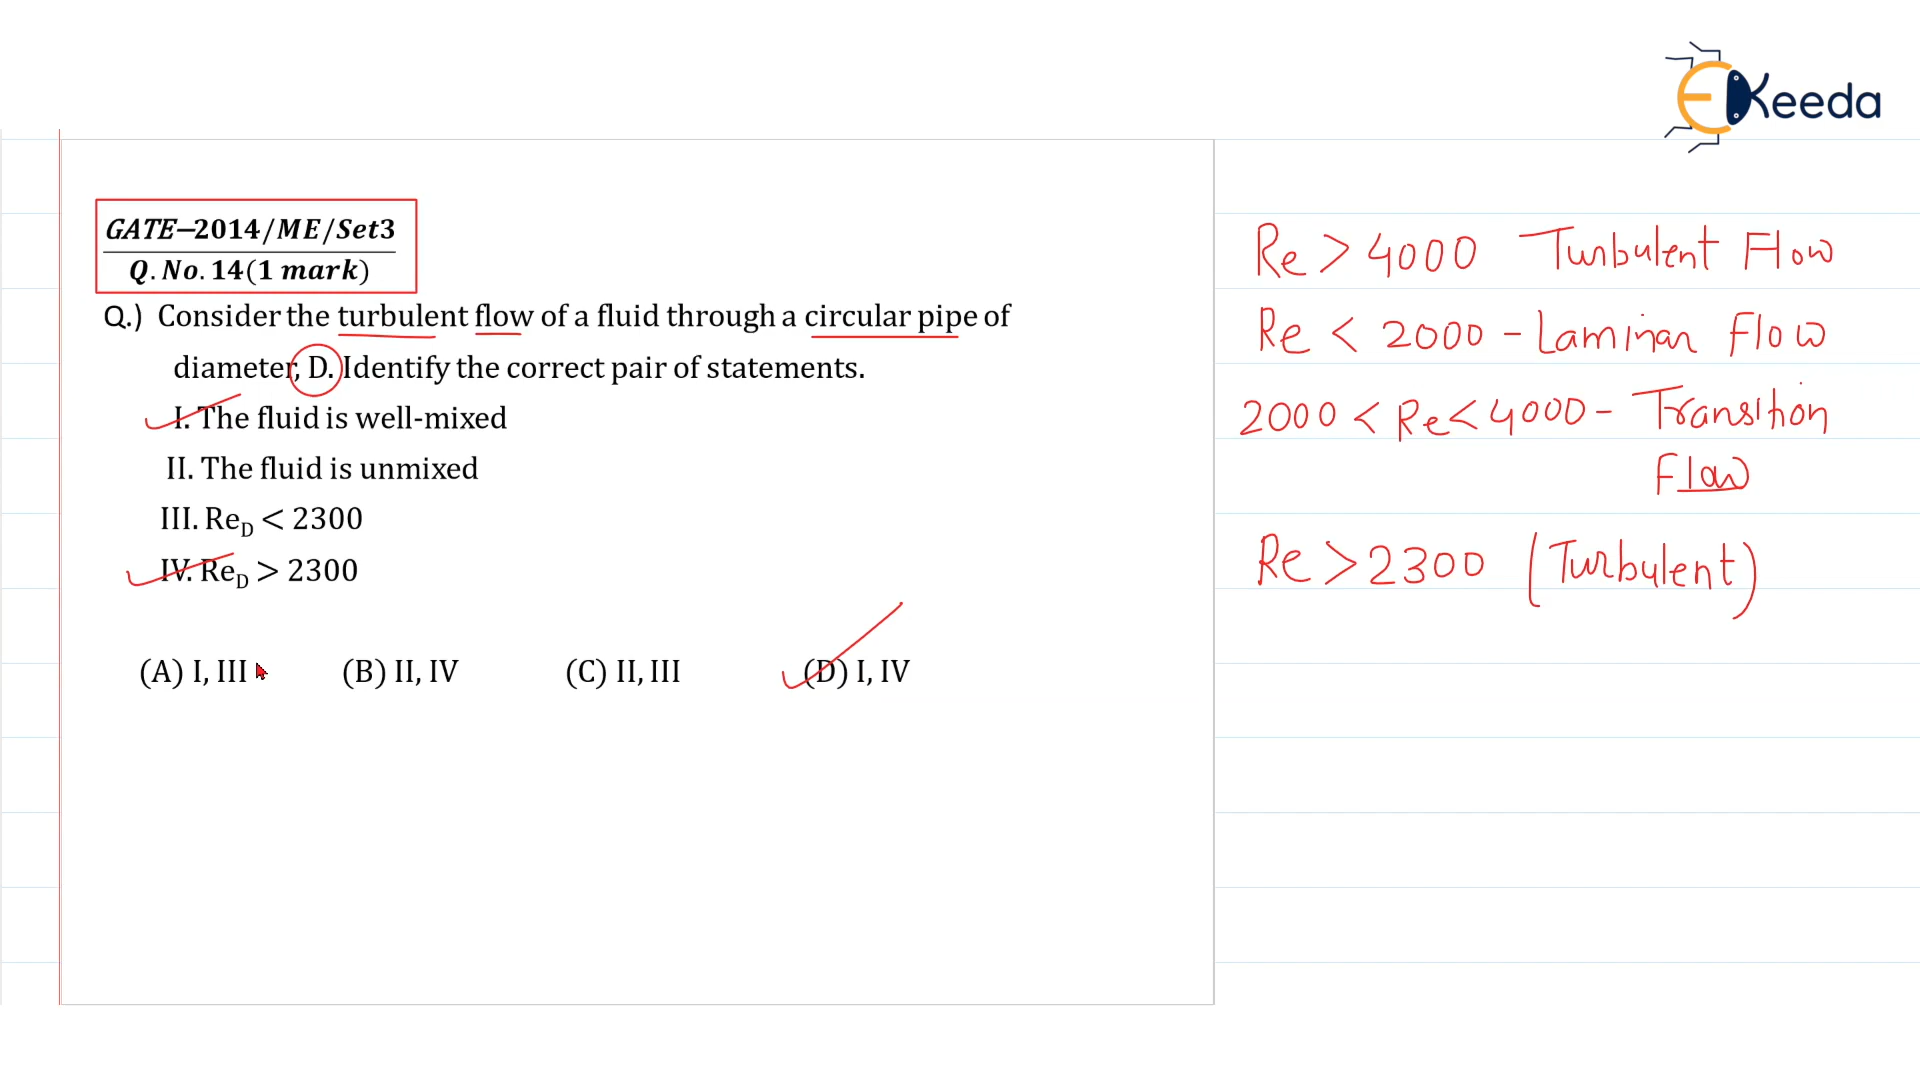 EKeeda
GATE–2014/ME/Set3
Q.No.14(1 mark)
Q.) Consider the turbulent flow of a fluid through a circular pipe of
diameter, D. Identify the correct pair of statements.
I. The fluid is well-mixed
II. The fluid is unmixed
III. Re_D < 2300
IV. Re_D > 2300
(A) I, III (B) II, IV (C) II, III (D) I, IV
Re > 4000 Turbulent Flow
Re < 2000 - Laminar Flow
2000 < Re < 4000 - Transition
Flow
Re > 2300 (Turbulent)